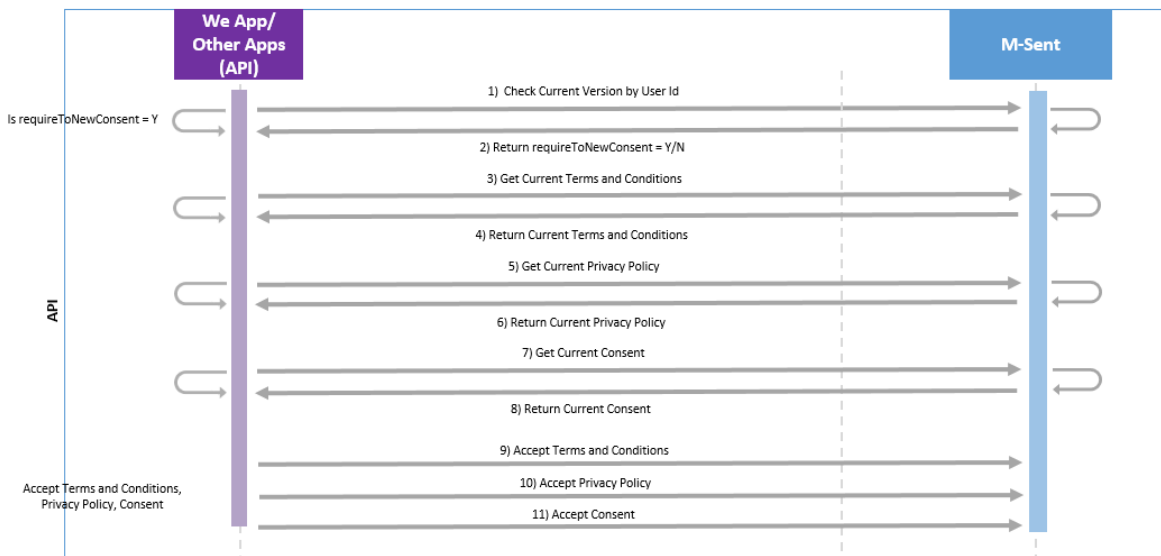 We App/
Other Apps
(API)
M-Sent
1) Check Current Version by User Id
Is requireToNewConsent = Y
2) Return requireToNewConsent = Y/N
3) Get Current Terms and Conditions
4) Return Current Terms and Conditions
5) Get Current Privacy Policy
API
6) Return Current Privacy Policy
7) Get Current Consent
8) Return Current Consent
9) Accept Terms and Conditions
Accept Terms and Conditions,
Privacy Policy, Consent
10) Accept Privacy Policy
11) Accept Consent